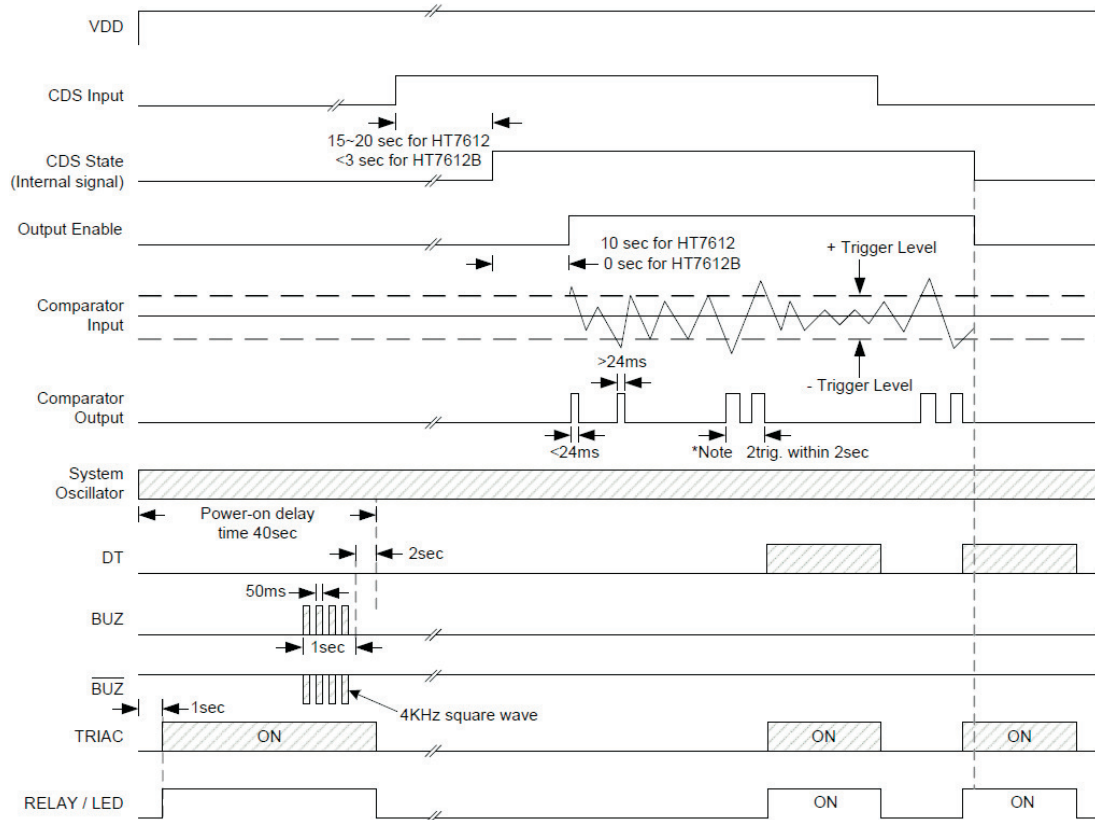 VDD
CDS Input
15~20 sec for HT7612
<3 sec for HT7612B
CDS State
(Internal signal)
Output Enable
10 sec for HT7612
0 sec for HT7612B
+ Trigger Level
Comparator
Input
>24ms
- Trigger Level
Comparator
Output
<24ms
*Note 2trig. within 2sec
System
Oscillator
Power-on delay
time 40sec
2sec
DT
50ms
BUZ
1sec
BUZ
1sec
4KHz square wave
TRIAC
ON
ON
ON
RELAY / LED
ON
ON